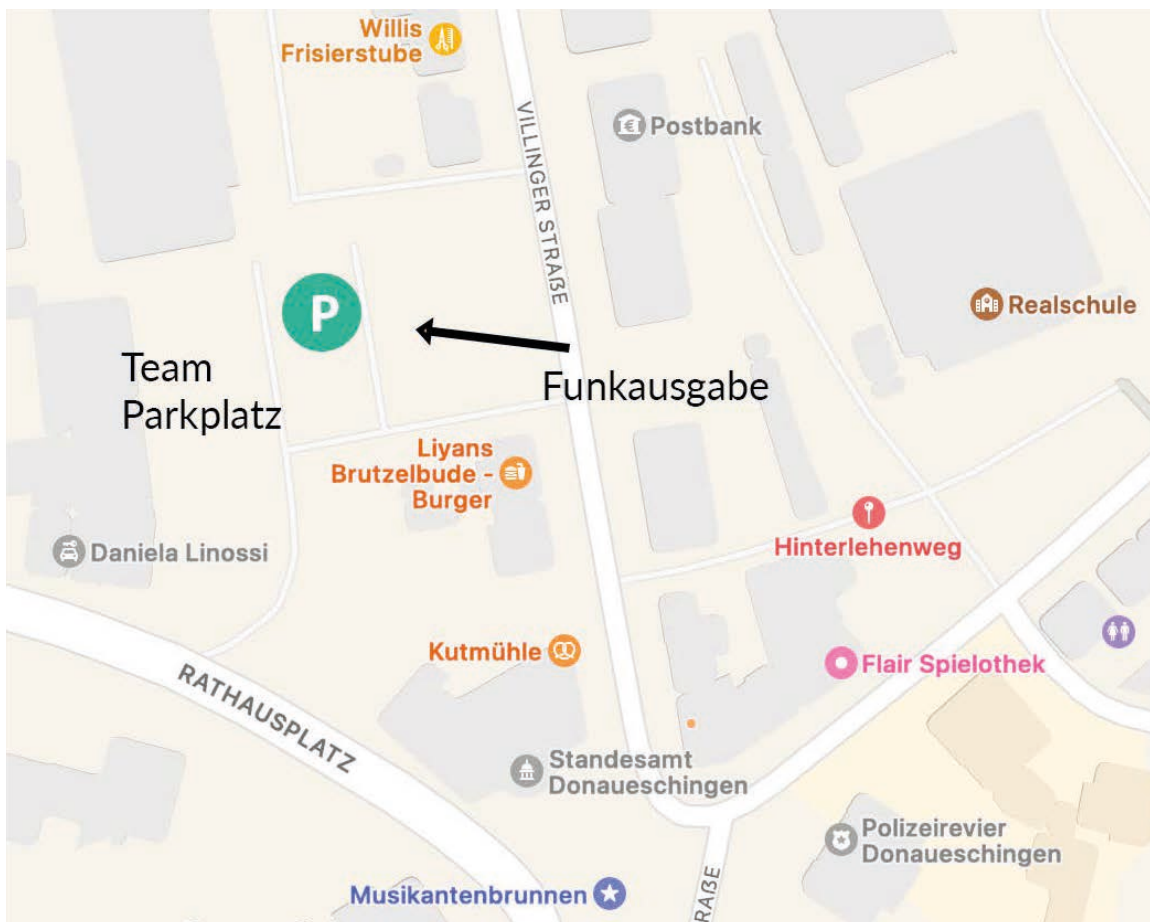 Willis
Frisierstube
VILLINGER STRAßE
Postbank
Realschule
P
Team
Parkplatz
Funkausgabe
Liyans
Brutzelbude -
Burger
Daniela Linossi
Hinterlehenweg
Kutmühle
Flair Spielothek
RATHAUSPLATZ
Standesamt
Donaueschingen
Polizeirevier
Donaueschingen
Musikantenbrunnen
RAßE